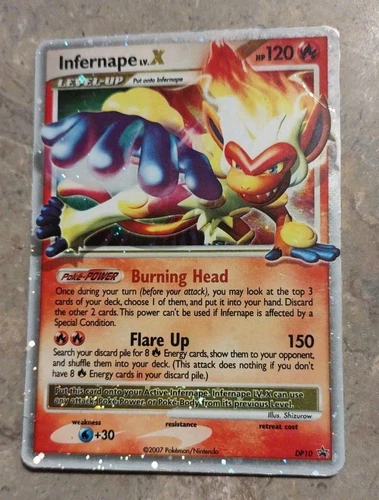 Infernape LV.X HP 120
LEVEL-UP Put onto Infernape
Poké-POWER Burning Head
Once during your turn (before your attack), you may look at the top 3
cards of your deck, choose 1 of them, and put it into your hand. Discard
the other 2 cards. This power can't be used if Infernape is affected by a
Special Condition.
Flare Up 150
Search your discard pile for 8 Energy cards, show them to your opponent,
and shuffle them into your deck. (This attack does nothing if you don't
have 8 Energy cards in your discard pile.)
Put this card onto your Active Infernape. Infernape LV.X can use
any attack, Poké-Power, or Poké-Body from its previous Level.
Illus. Shizurow
weakness resistance retreat cost
+30
©2007 Pokémon/Nintendo DP10